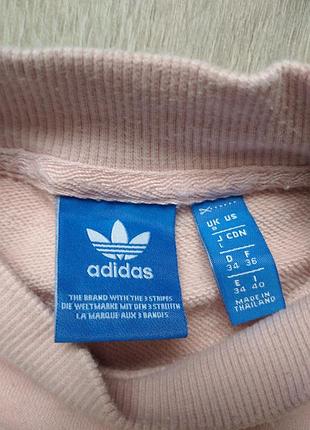 adidas
THE BRAND WITH THE 3 STRIPES
DIE WELTMARKE MIT DEN 3 STREIFEN
LA MARQUE AUX 3 BANDES
UK US
J CDN
L
D F
34 36
E I
34 40
MADE IN
THAILAND